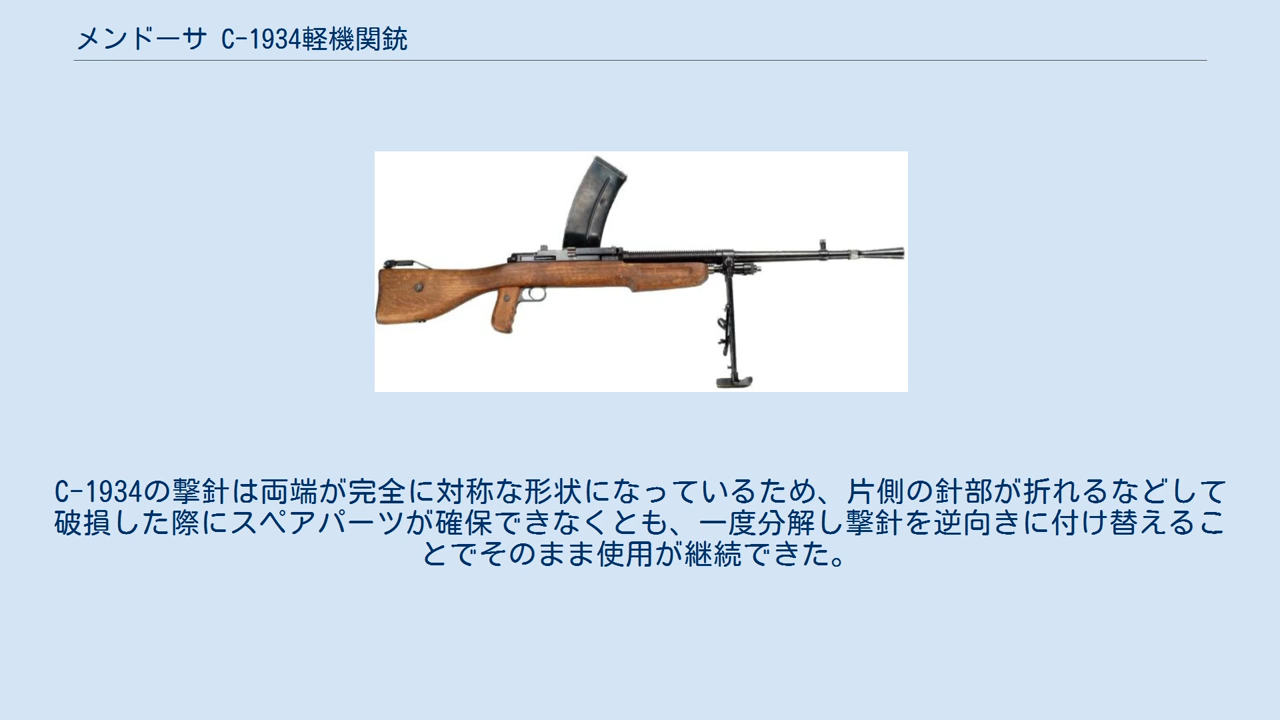 メンドーサ C-1934軽機関銃
C-1934の撃針は両端が完全に対称な形状になっているため、片側の針部が折れるなどして
破損した際にスペアパーツが確保できなくとも、一度分解し撃針を逆向きに付け替えるこ
とでそのまま使用が継続できた。